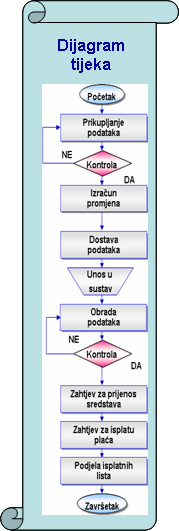 Dijagram
tijeka
Početak
Prikupljanje
podataka
NE
Kontrola
DA
Izračun
promjena
Dostava
podataka
Unos u
sustav
Obrada
podataka
NE
Kontrola
DA
Zahtjev za prijenos
sredstava
Zahtjev za isplatu
plaća
Podjela isplatnih
lista
Završetak